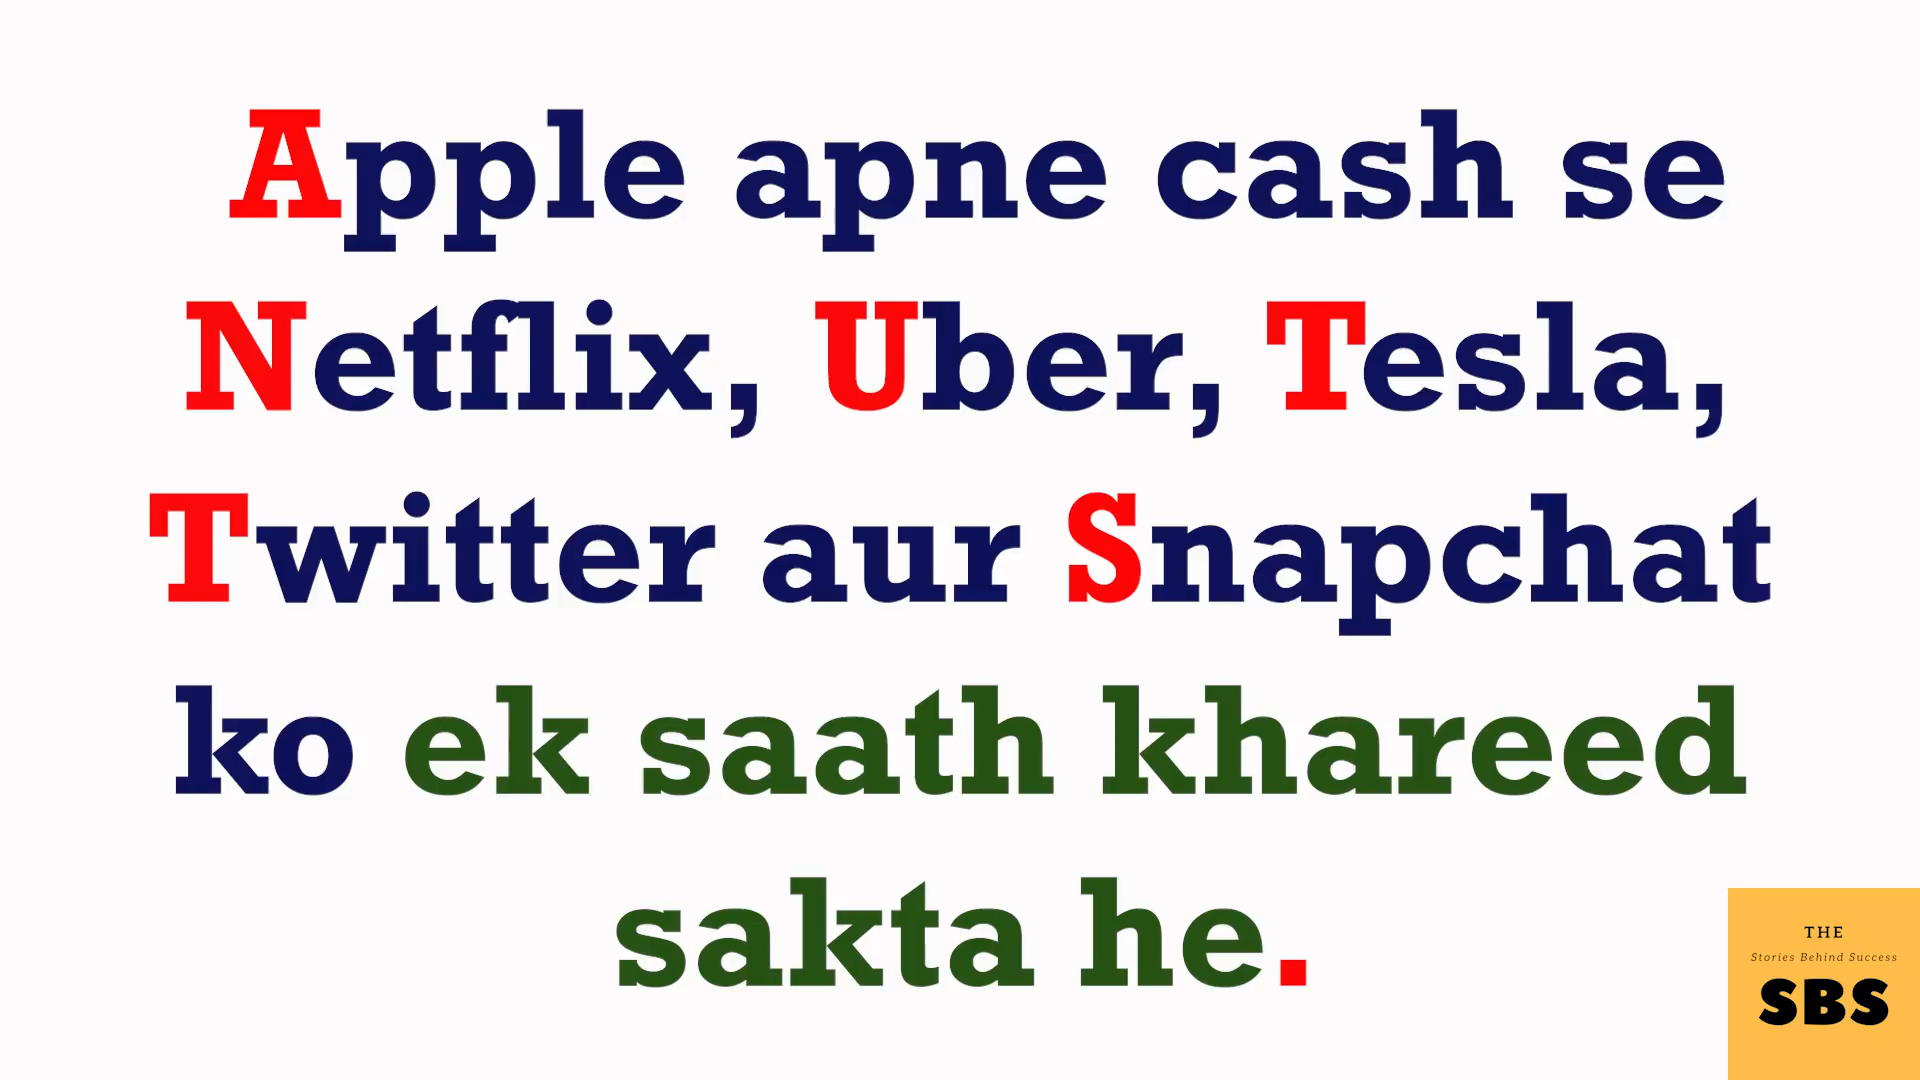 Apple apne cash se
Netflix, Uber, Tesla,
Twitter aur Snapchat
ko ek saath khareed
sakta he.
THE
Stories Behind Success
SBS